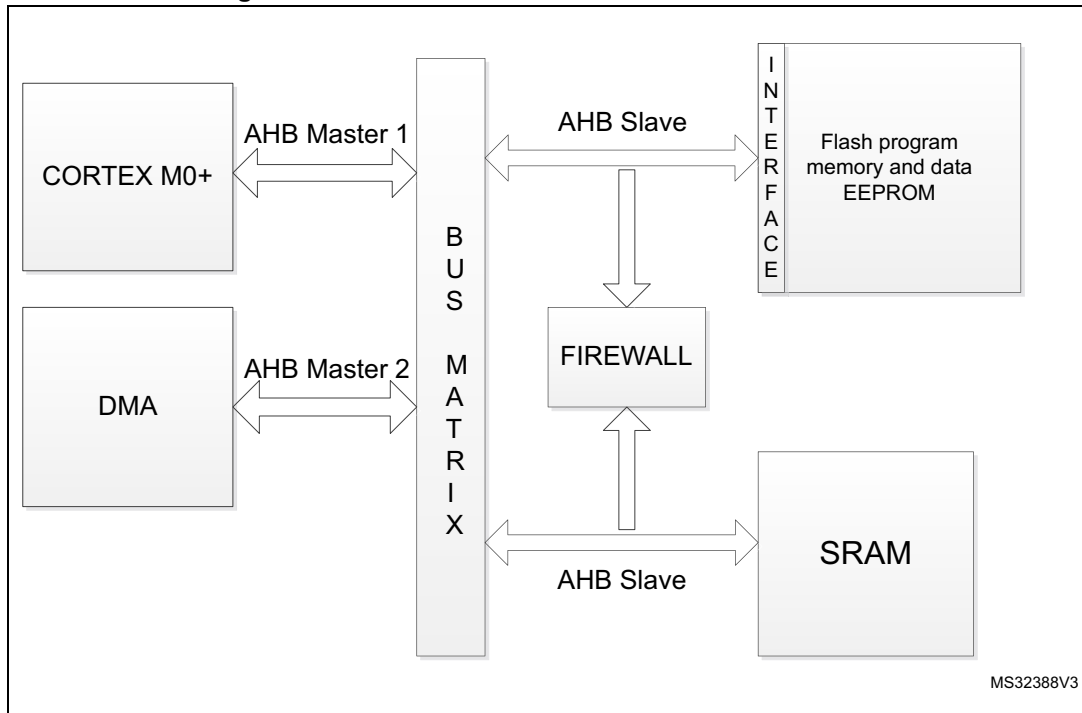 CORTEX M0+
AHB Master 1
DMA
AHB Master 2
BUS MATRIX
AHB Slave
INTERFACE
Flash program
memory and data
EEPROM
FIREWALL
AHB Slave
SRAM
MS32388V3